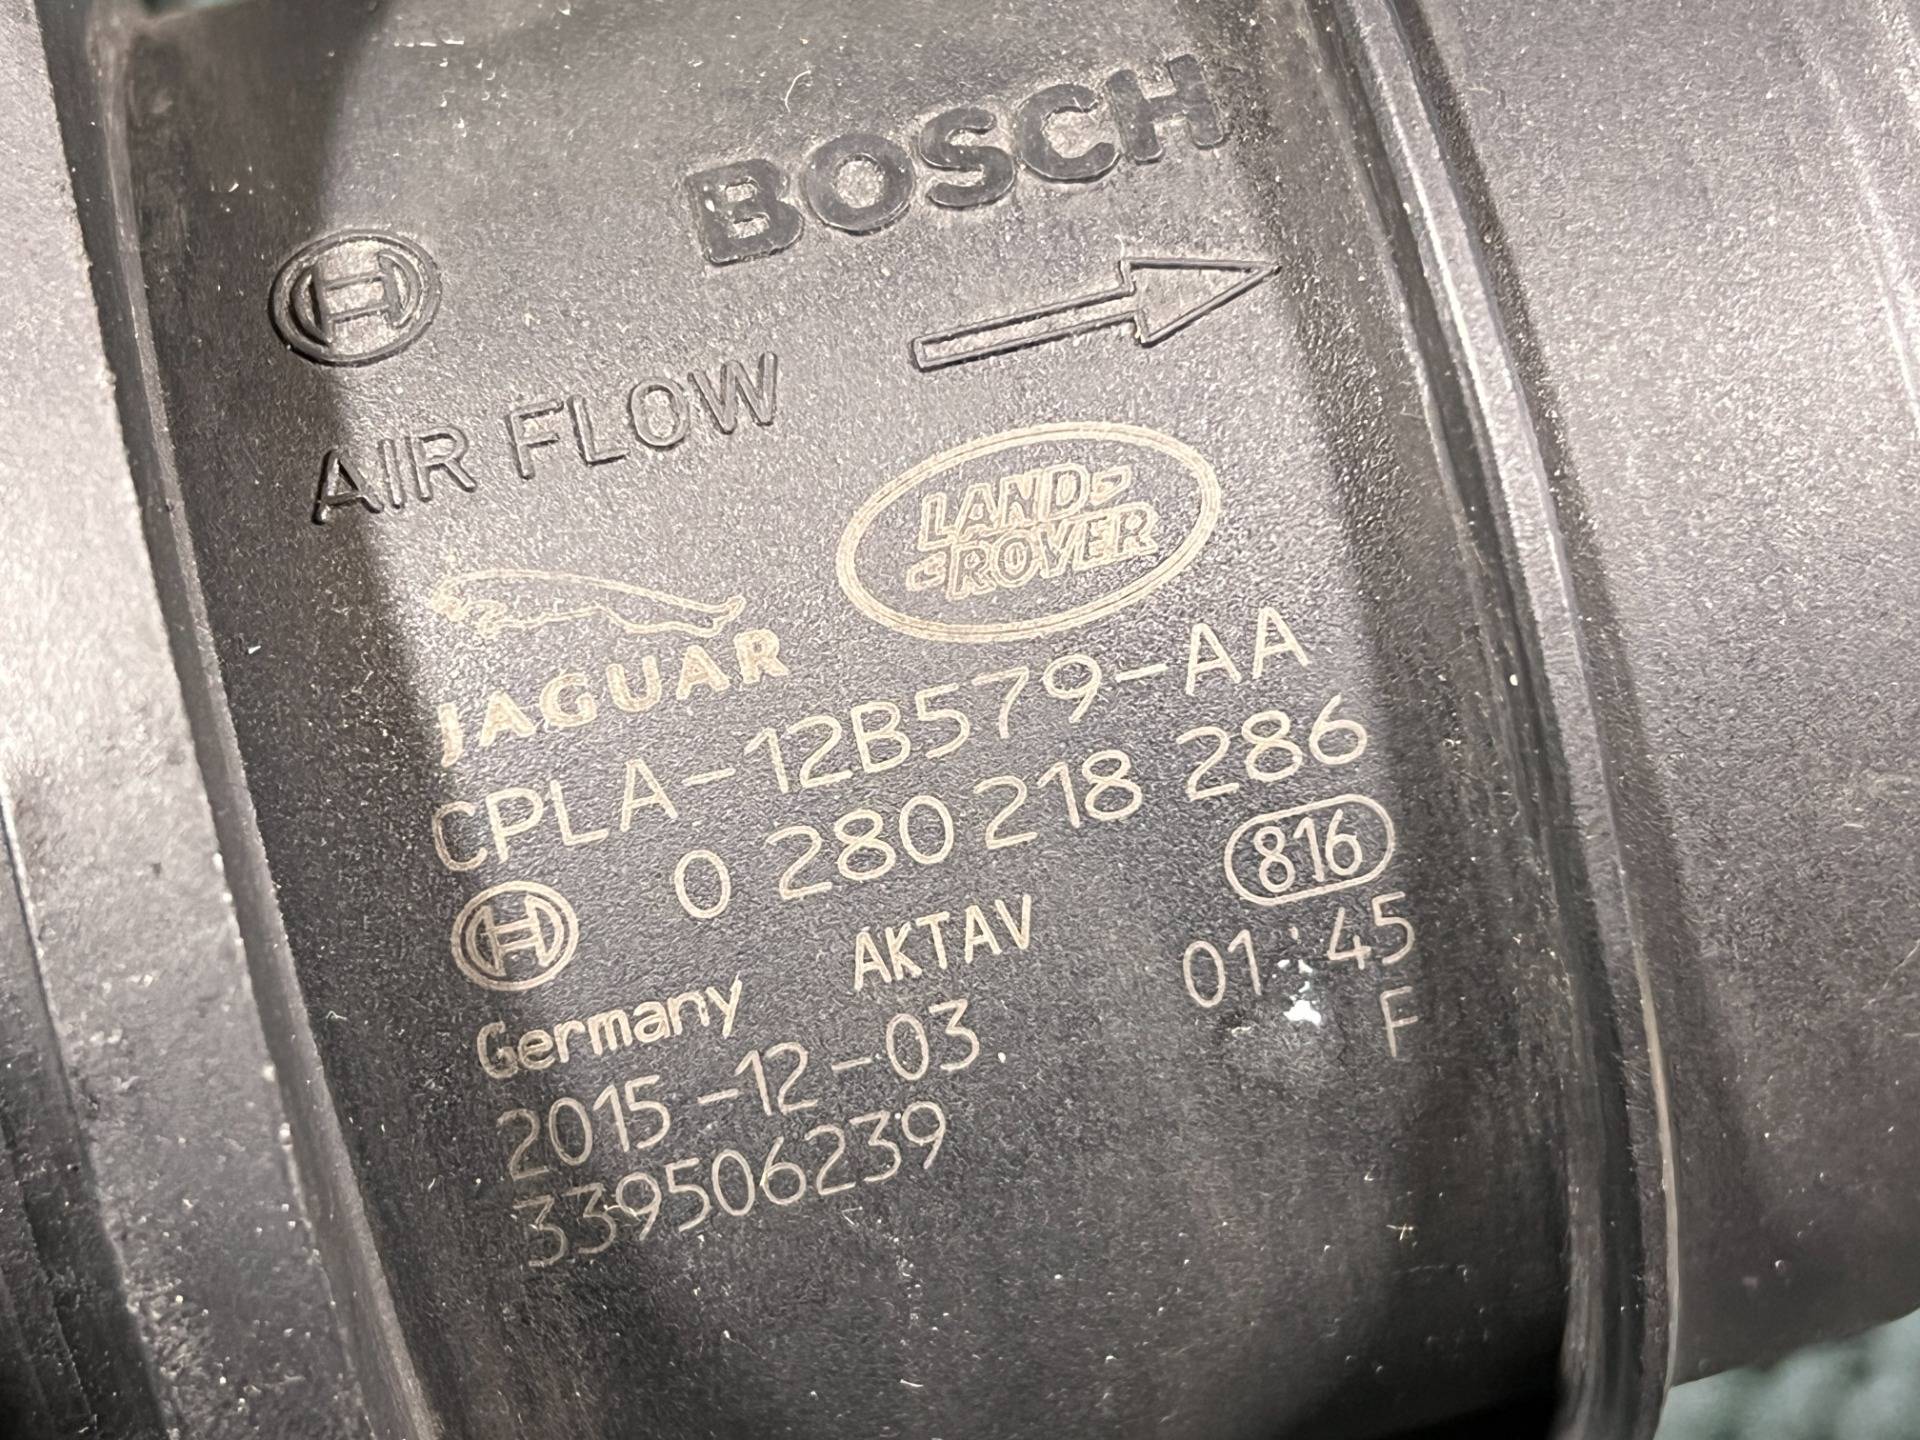 BOSCH
AIR FLOW
LAND-
-ROVER
JAGUAR
CPLA-12B579-AA
0 280 218 286
816
AKTAV
01:45
Germany
F
2015-12-03
339506239